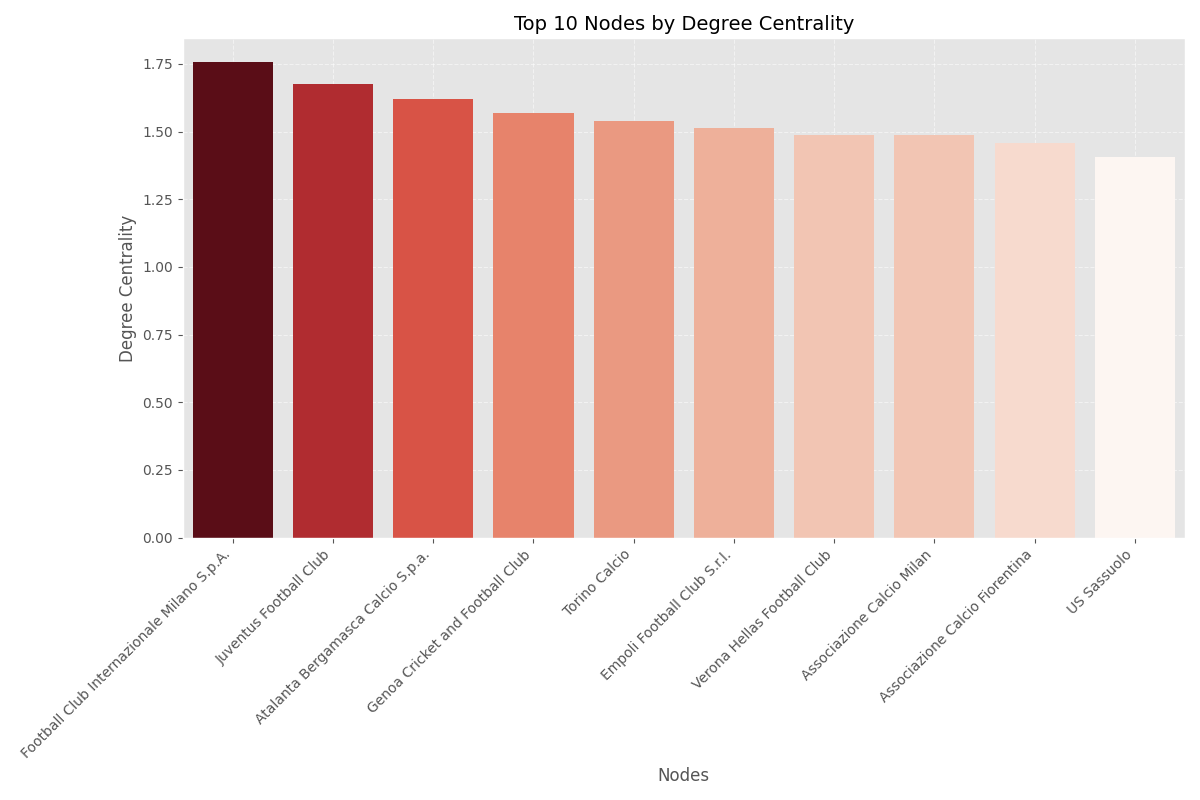 Top 10 Nodes by Degree Centrality
Degree Centrality
1.75
1.50
1.25
1.00
0.75
0.50
0.25
0.00
Football Club Internazionale Milano S.p.A.
Juventus Football Club
Atalanta Bergamasca Calcio S.p.a.
Genoa Cricket and Football Club
Torino Calcio
Empoli Football Club S.r.l.
Verona Hellas Football Club
Associazione Calcio Milan
Associazione Calcio Fiorentina
US Sassuolo
Nodes